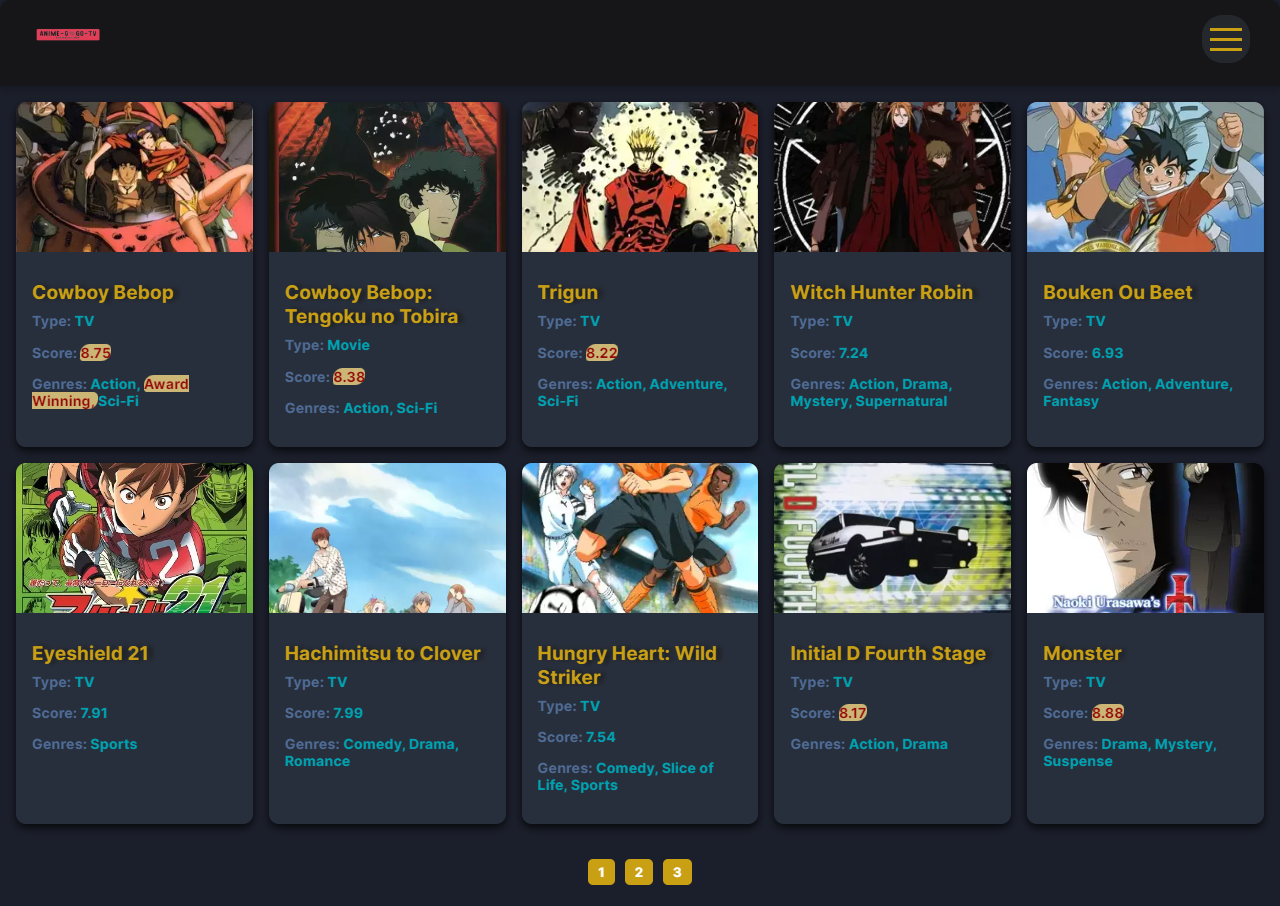 ANIME-GO GO-TV
Cowboy Bebop
Type: TV
Score: 8.75
Genres: Action, Award
Winning, Sci-Fi
Cowboy Bebop:
Tengoku no Tobira
Type: Movie
Score: 8.38
Genres: Action, Sci-Fi
Trigun
Type: TV
Score: 8.22
Genres: Action, Adventure,
Sci-Fi
Witch Hunter Robin
Type: TV
Score: 7.24
Genres: Action, Drama,
Mystery, Supernatural
Bouken Ou Beet
Type: TV
Score: 6.93
Genres: Action, Adventure,
Fantasy
21
21
Eyeshield 21
Type: TV
Score: 7.91
Genres: Sports
Hachimitsu to Clover
Type: TV
Score: 7.99
Genres: Comedy, Drama,
Romance
Hungry Heart: Wild
Striker
Type: TV
Score: 7.54
Genres: Comedy, Slice of
Life, Sports
D FOURTH
Initial D Fourth Stage
Type: TV
Score: 8.17
Genres: Action, Drama
Naoki Urasawa's
Monster
Type: TV
Score: 8.88
Genres: Drama, Mystery,
Suspense
1
2
3